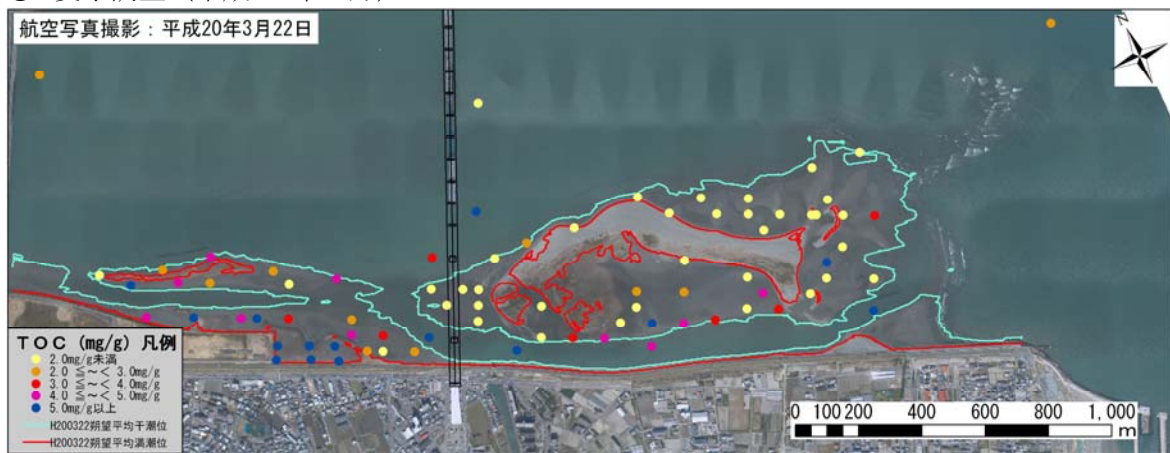 航空写真撮影：平成20年3月22日
N
TOC (mg/g) 凡例
2.0mg/g未満
2.0 ≦～< 3.0mg/g
3.0 ≦～< 4.0mg/g
4.0 ≦～< 5.0mg/g
5.0mg/g以上
H200322朔望平均干潮位
H200322朔望平均満潮位
0 100 200 400 600 800 1,000
m